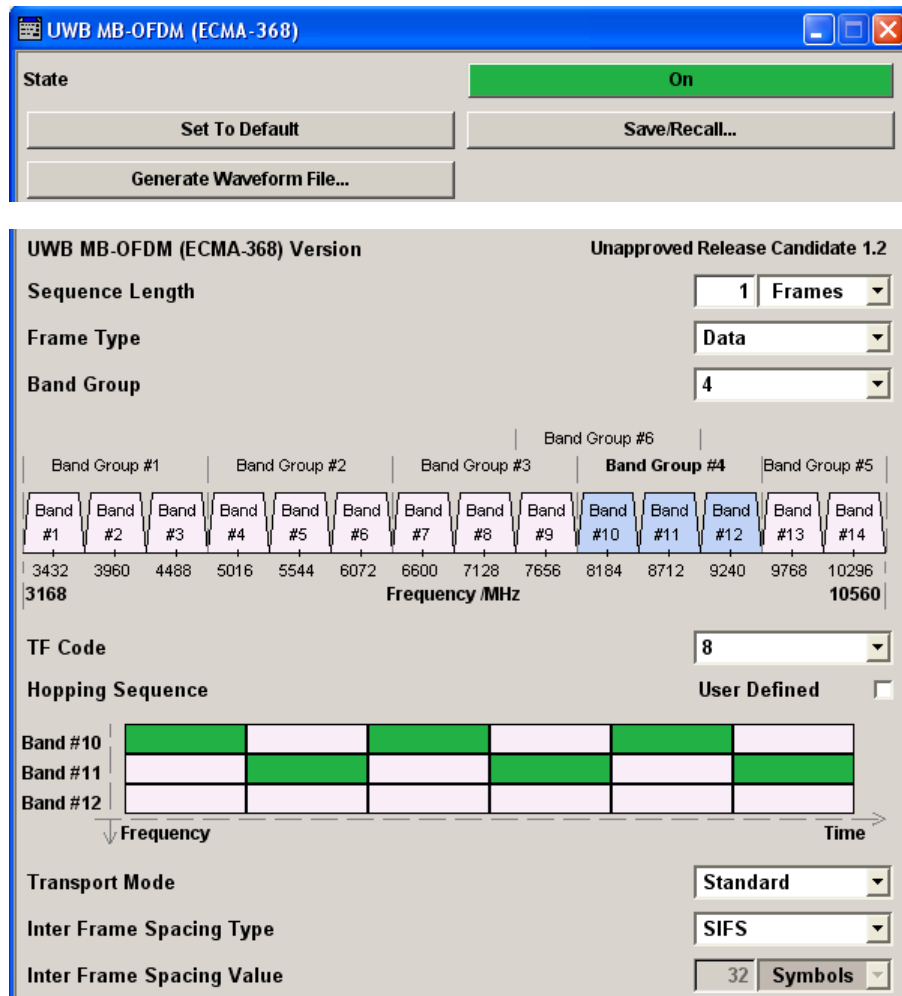 UWB MB-OFDM (ECMA-368)
State On
Set To Default Save/Recall...
Generate Waveform File...
UWB MB-OFDM (ECMA-368) Version Unapproved Release Candidate 1.2
Sequence Length 1 Frames
Frame Type Data
Band Group 4
Band Group #6
Band Group #1 Band Group #2 Band Group #3 Band Group #4 Band Group #5
Band Band Band Band Band Band Band Band Band Band Band Band Band Band
#1 #2 #3 #4 #5 #6 #7 #8 #9 #10 #11 #12 #13 #14
3432 3960 4488 5016 5544 6072 6600 7128 7656 8184 8712 9240 9768 10296
3168 Frequency /MHz 10560
TF Code 8
Hopping Sequence User Defined
Band #10
Band #11
Band #12
Frequency Time
Transport Mode Standard
Inter Frame Spacing Type SIFS
Inter Frame Spacing Value 32 Symbols